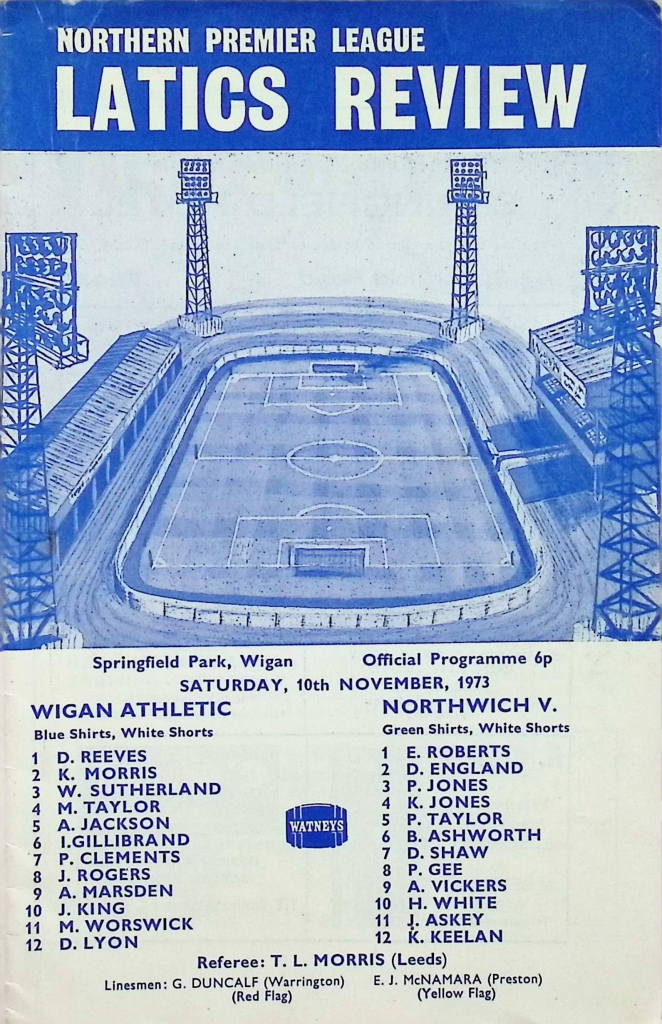 NORTHERN PREMIER LEAGUE
LATICS REVIEW
Springfield Park, Wigan Official Programme 6p
SATURDAY, 10th NOVEMBER, 1973
WIGAN ATHLETIC
Blue Shirts, White Shorts
1 D. REEVES
2 K. MORRIS
3 W. SUTHERLAND
4 M. TAYLOR
5 A. JACKSON
6 I.GILLIBRAND
7 P. CLEMENTS
8 J. ROGERS
9 A. MARSDEN
10 J. KING
11 M. WORSWICK
12 D. LYON
WATNEYS
NORTHWICH V.
Green Shirts, White Shorts
1 E. ROBERTS
2 D. ENGLAND
3 P. JONES
4 K. JONES
5 P. TAYLOR
6 B. ASHWORTH
7 D. SHAW
8 P. GEE
9 A. VICKERS
10 H. WHITE
11 J. ASKEY
12 K. KEELAN
Referee: T. L. MORRIS (Leeds)
Linesmen: G. DUNCALF (Warrington) E. J. McNAMARA (Preston)
(Red Flag) (Yellow Flag)